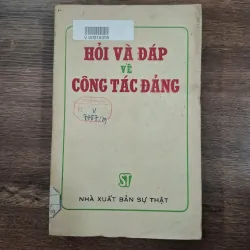 HỎI VÀ ĐÁP
VỀ
CÔNG TÁC ĐẢNG
V
ST
NHÀ XUẤT BẢN SỰ THẬT